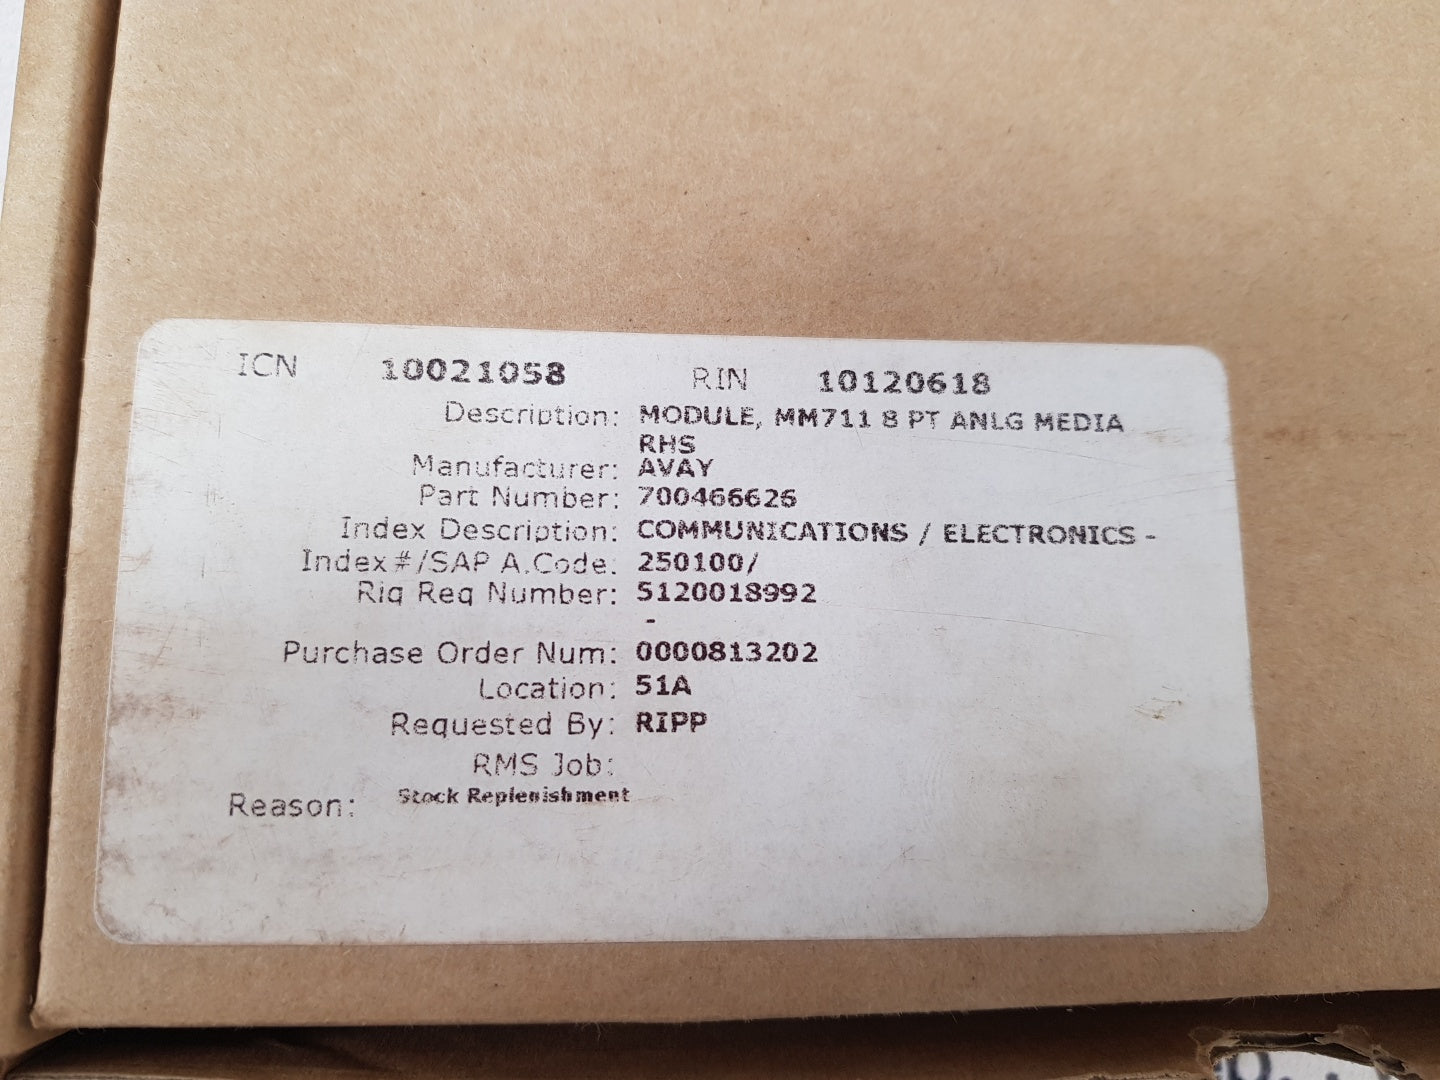 ICN 10021058 RIN 10120618
Description: MODULE, MM711 8 PT ANLG MEDIA
RHS
Manufacturer: AVAY
Part Number: 700466626
Index Description: COMMUNICATIONS / ELECTRONICS -
Index#/SAP A.Code: 250100/
Rig Req Number: 5120018992
-
Purchase Order Num: 0000813202
Location: 51A
Requested By: RIPP
RMS Job:
Reason: Stock Replenishment